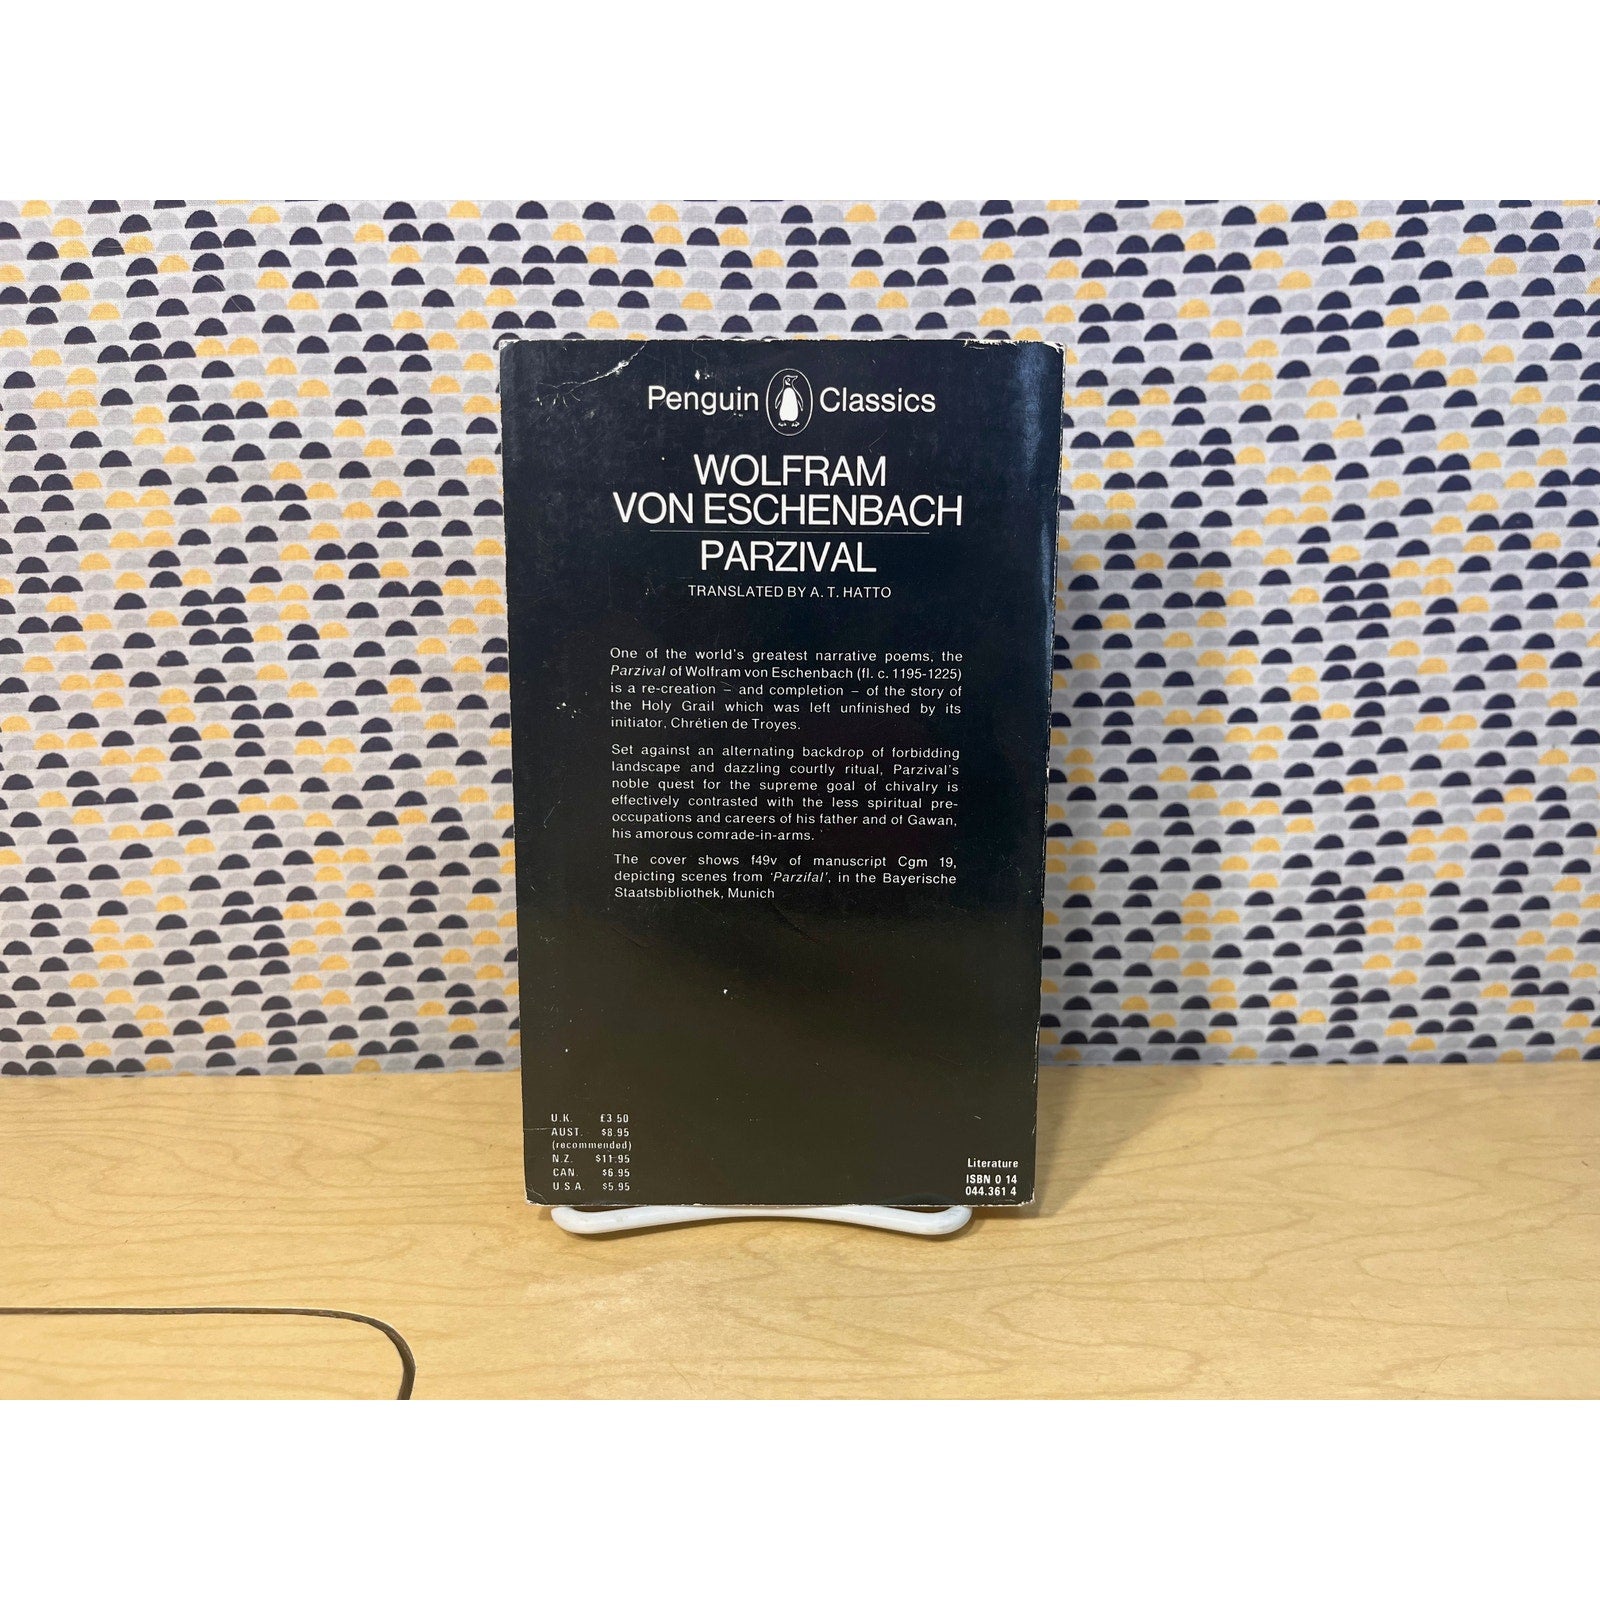 Penguin Classics
WOLFRAM
VON ESCHENBACH
PARZIVAL
TRANSLATED BY A. T. HATTO
One of the world's greatest narrative poems, the
Parzival of Wolfram von Eschenbach (fl. c. 1195-1225)
is a re-creation – and completion – of the story of
the Holy Grail which was left unfinished by its
initiator, Chrétien de Troyes.
Set against an alternating backdrop of forbidding
landscape and dazzling courtly ritual, Parzival's
noble quest for the supreme goal of chivalry is
effectively contrasted with the less spiritual pre-
occupations and careers of his father and of Gawan,
his amorous comrade-in-arms.
The cover shows f49v of manuscript Cgm 19,
depicting scenes from 'Parzifal', in the Bayerische
Staatsbibliothek, Munich
U.K. £3.50
AUST. $8.95
(recommended)
N.Z. $11.95
CAN. $6.95
U.S.A. $5.95
Literature
ISBN 0 14
044.361 4